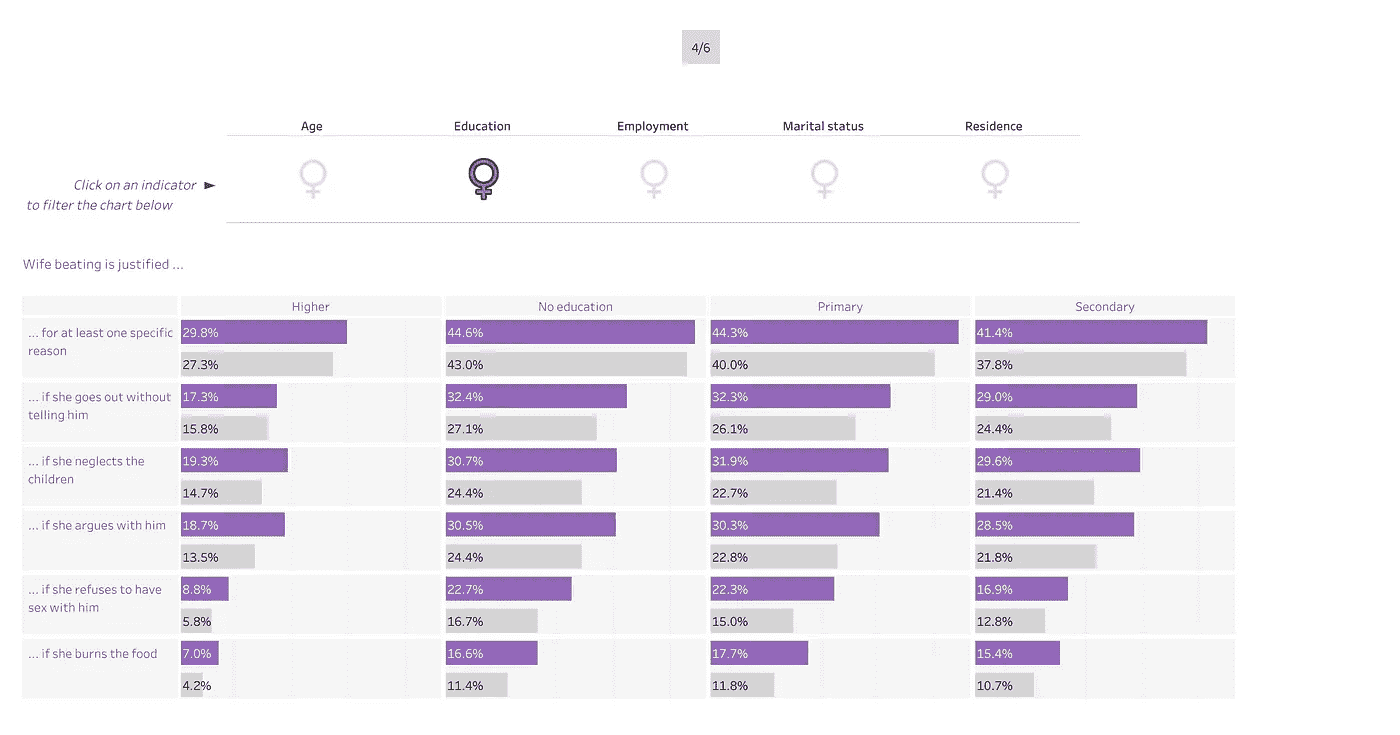 4/6
Age Education Employment Marital status Residence
Click on an indicator ►
to filter the chart below
Wife beating is justified ...
Higher No education Primary Secondary
... for at least one specific
reason
29.8% 44.6% 44.3% 41.4%
27.3% 43.0% 40.0% 37.8%
... if she goes out without
telling him
17.3% 32.4% 32.3% 29.0%
15.8% 27.1% 26.1% 24.4%
... if she neglects the
children
19.3% 30.7% 31.9% 29.6%
14.7% 24.4% 22.7% 21.4%
... if she argues with him
18.7% 30.5% 30.3% 28.5%
13.5% 24.4% 22.8% 21.8%
... if she refuses to have
sex with him
8.8% 22.7% 22.3% 16.9%
5.8% 16.7% 15.0% 12.8%
... if she burns the food
7.0% 16.6% 17.7% 15.4%
4.2% 11.4% 11.8% 10.7%